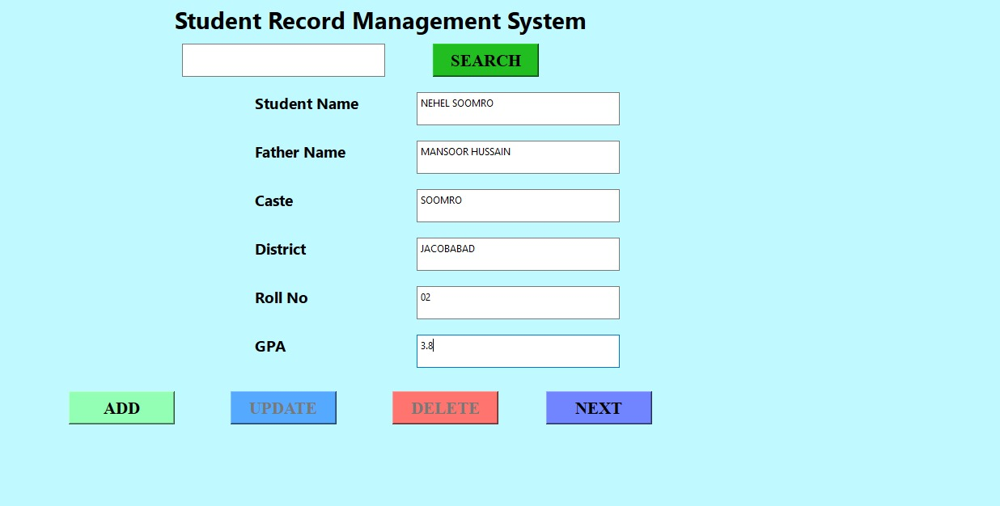 Student Record Management System
SEARCH
Student Name NEHEL SOOMRO
Father Name MANSOOR HUSSAIN
Caste SOOMRO
District JACOBABAD
Roll No 02
GPA 3.8
ADD UPDATE DELETE NEXT